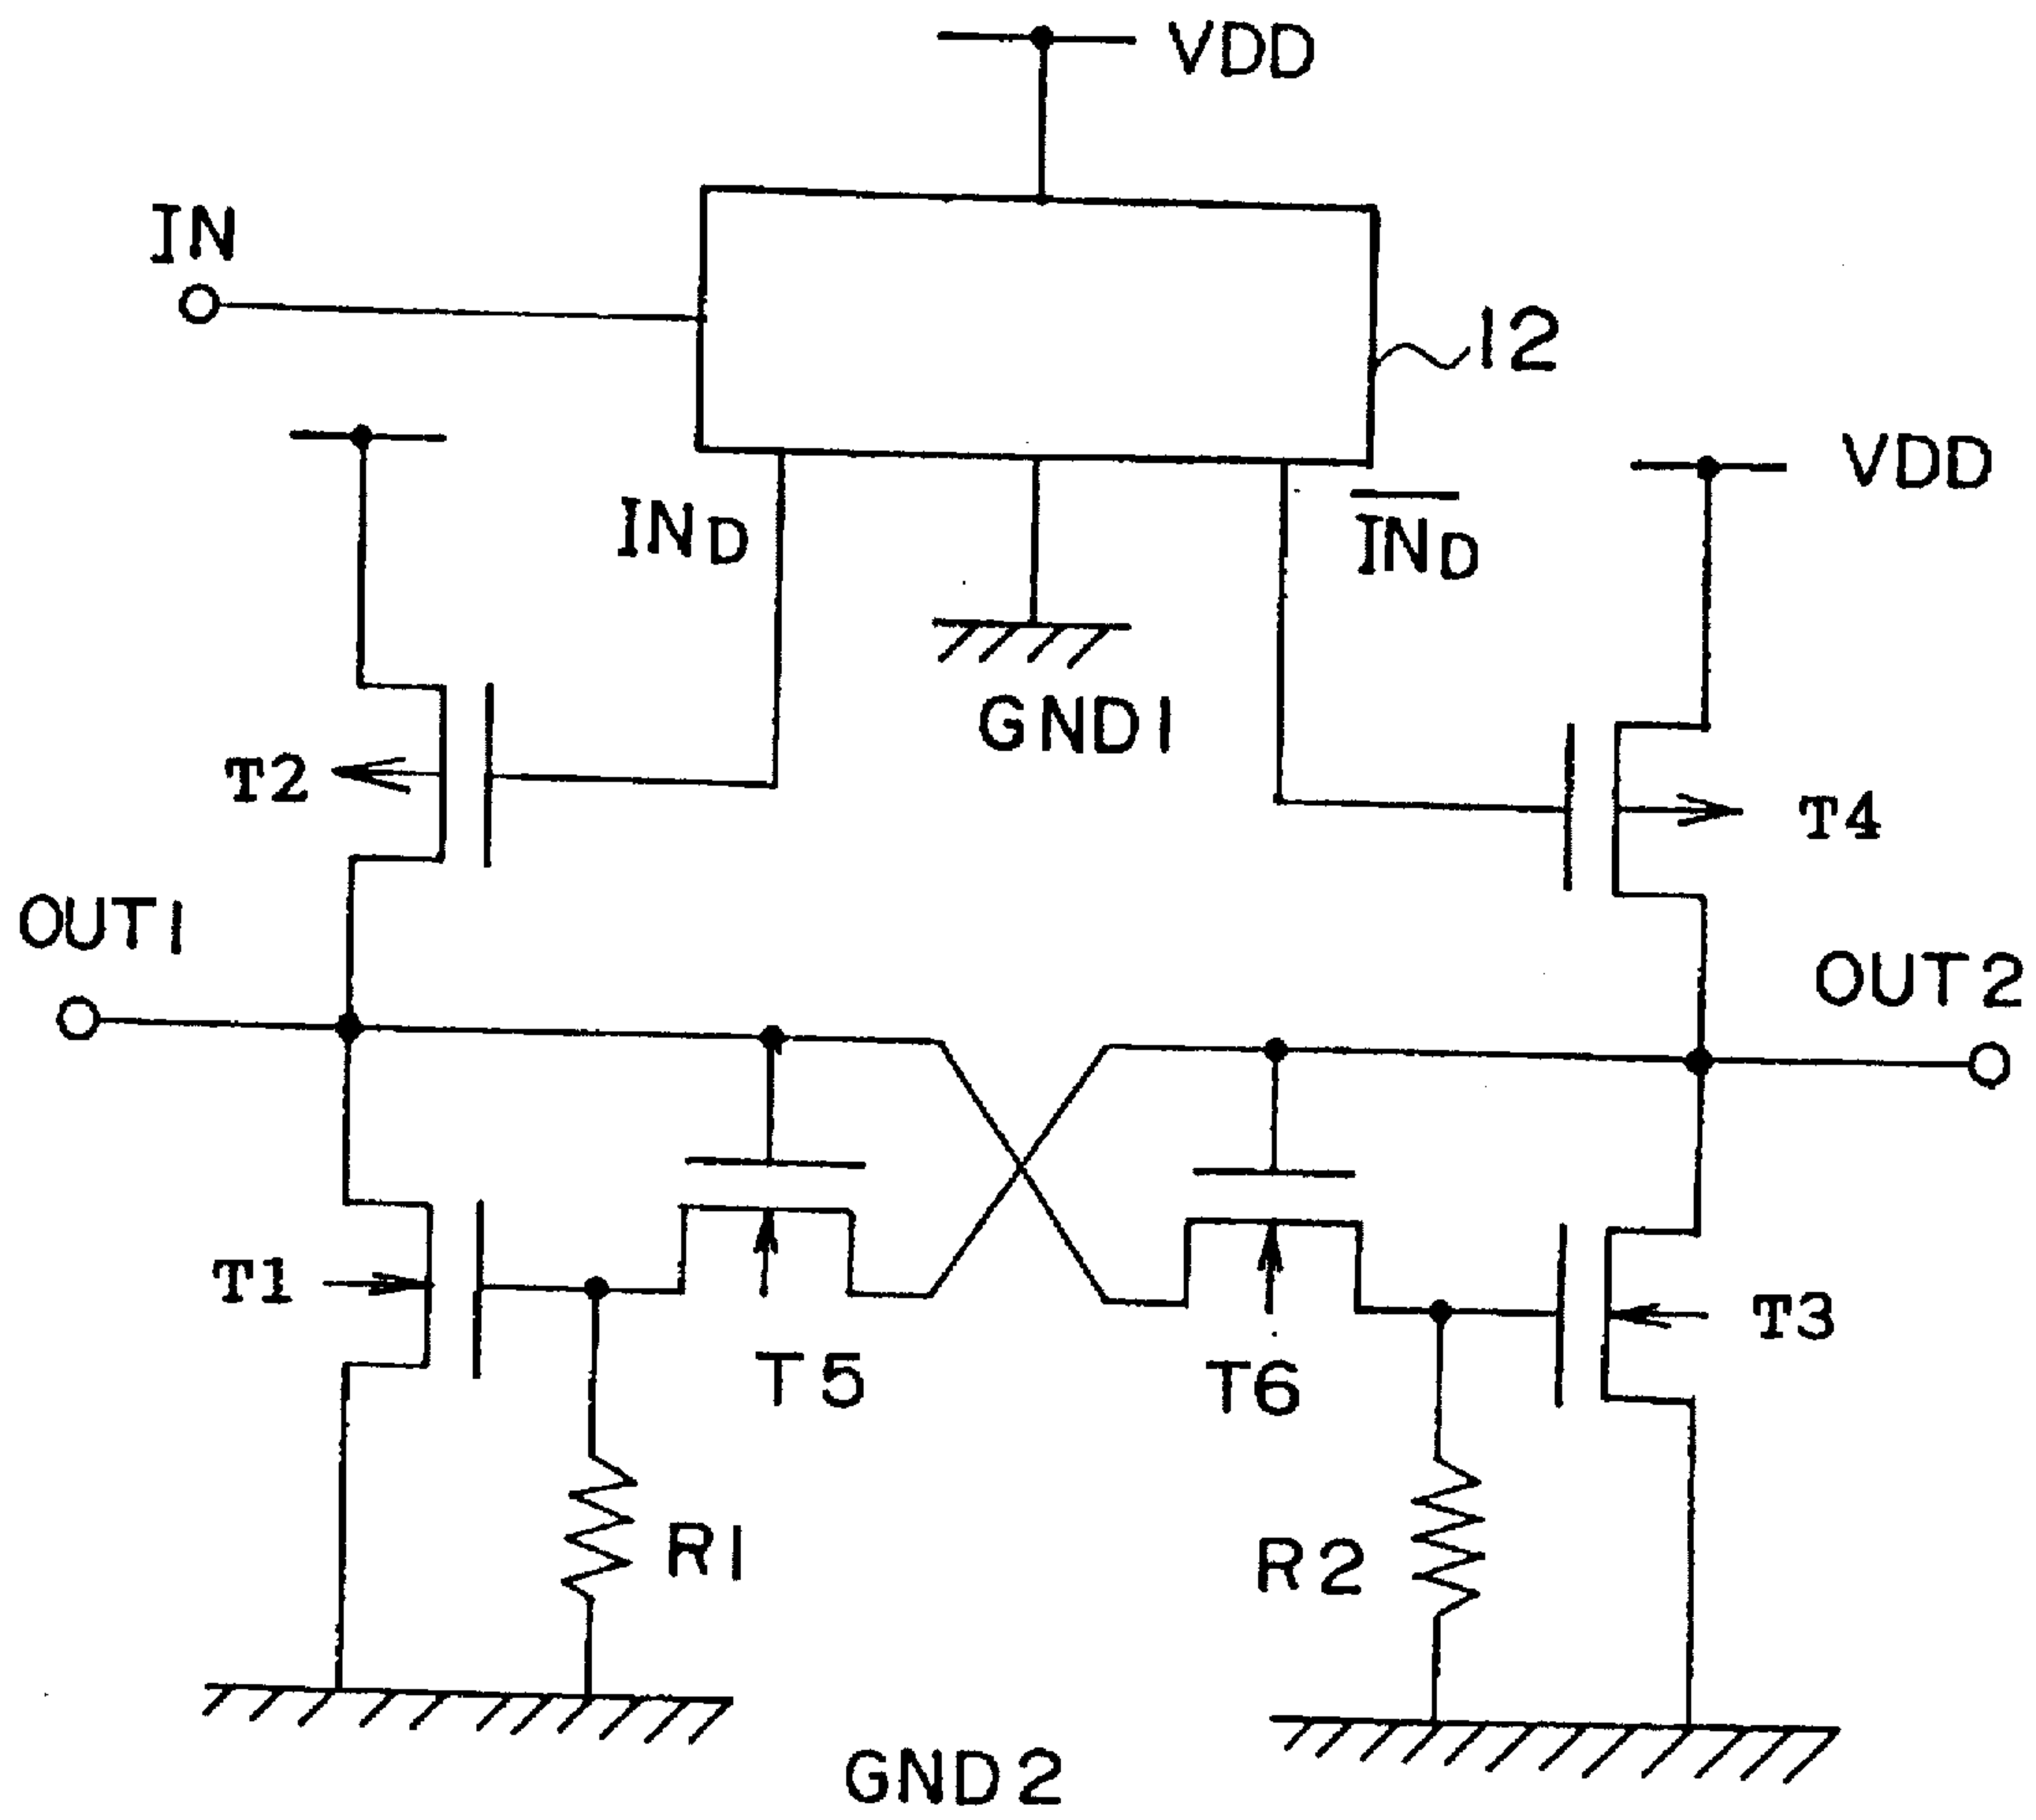 VDD
IN
12
VDD
IND
IND
GND1
T2
T4
OUT1
OUT2
T1
T3
T5
T6
R1
R2
GND2